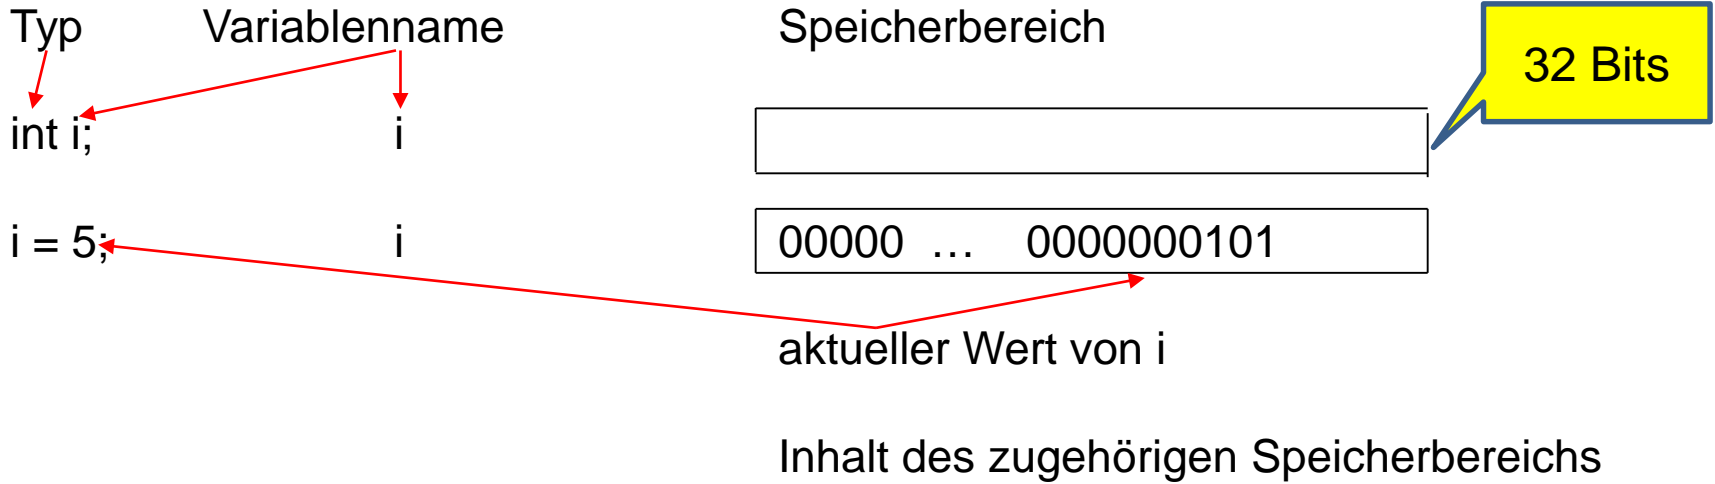 Typ Variablenname Speicherbereich
32 Bits
int i; i
i = 5; i 00000 … 0000000101
aktueller Wert von i
Inhalt des zugehörigen Speicherbereichs